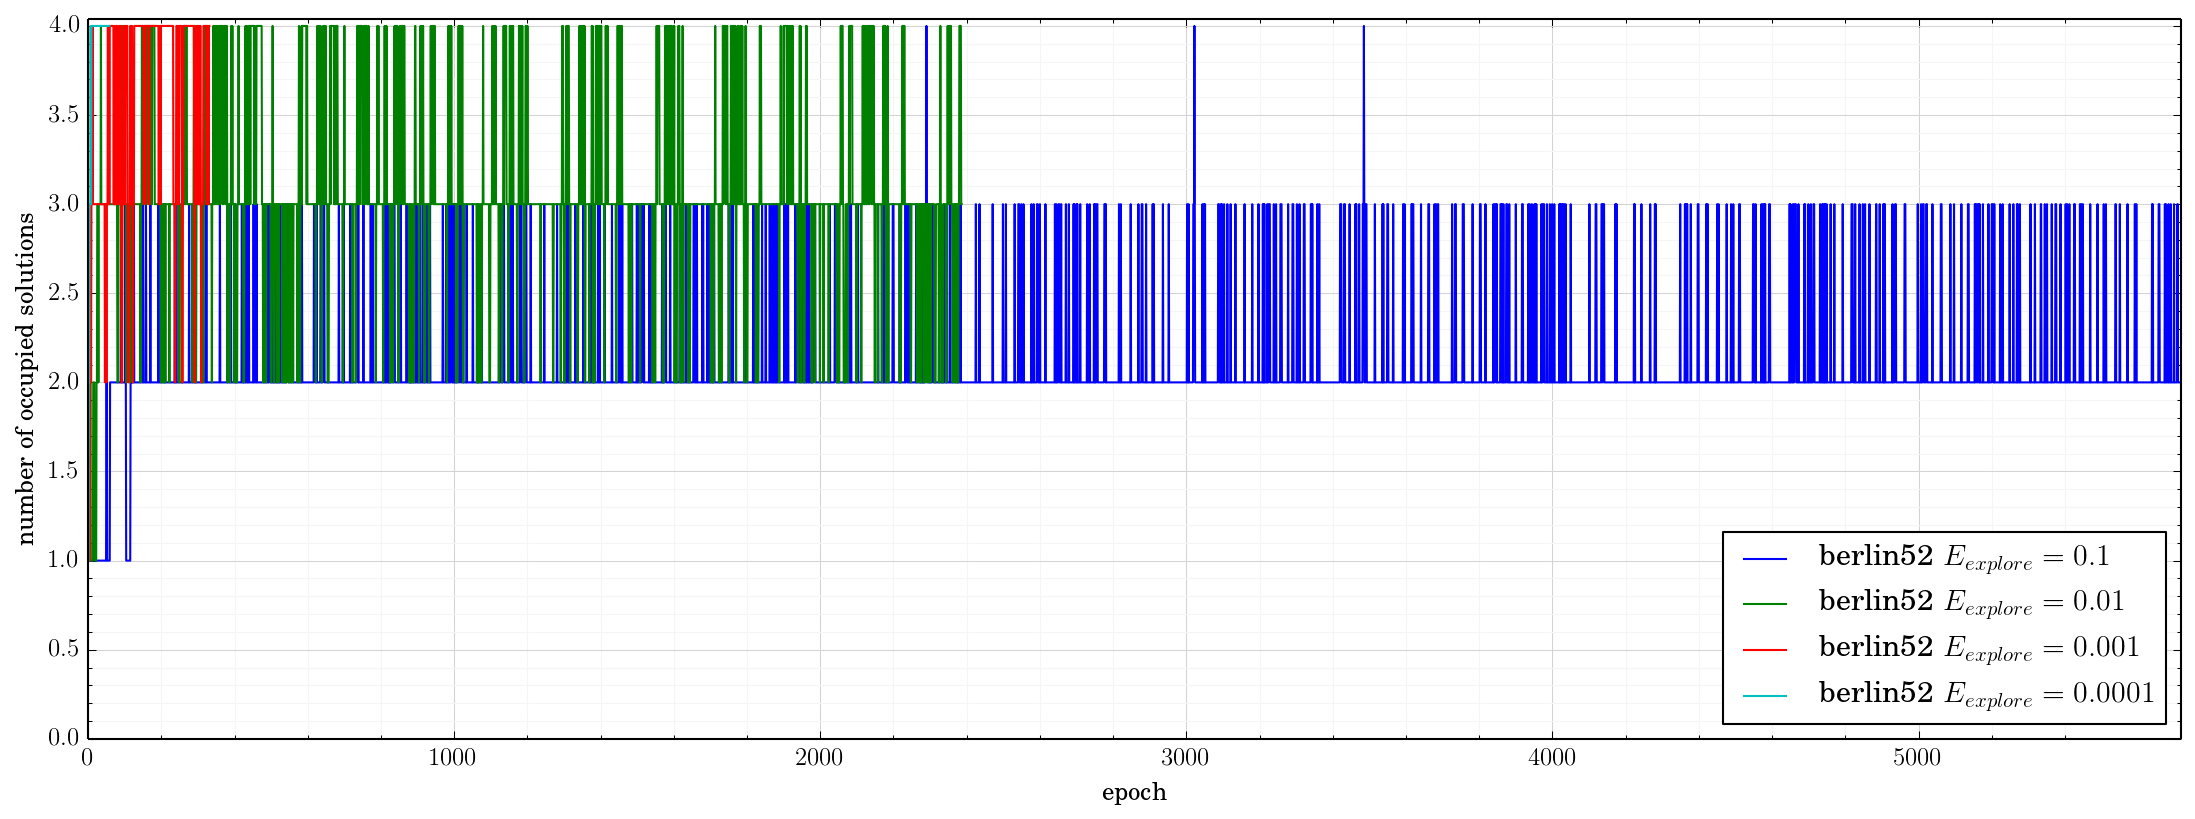 4.0
3.5
3.0
2.5
2.0
1.5
1.0
0.5
0.0
number of occupied solutions
0 1000 2000 3000 4000 5000
epoch
berlin52 E_explore = 0.1
berlin52 E_explore = 0.01
berlin52 E_explore = 0.001
berlin52 E_explore = 0.0001